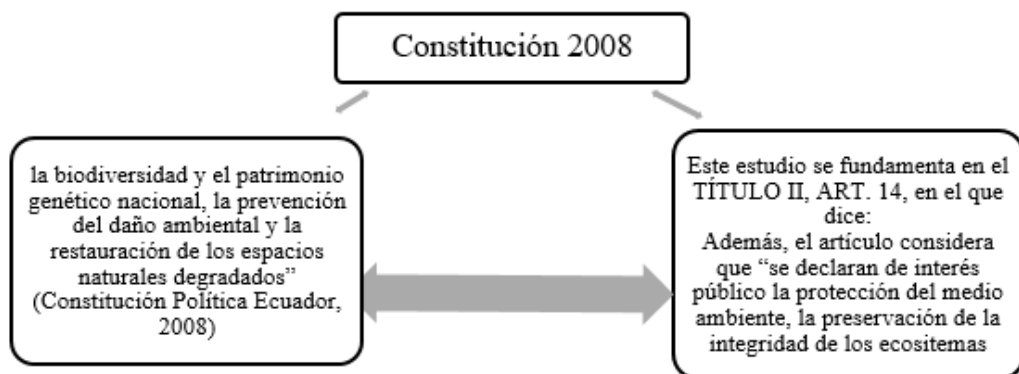 Constitución 2008
la biodiversidad y el patrimonio
genético nacional, la prevención
del daño ambiental y la
restauración de los espacios
naturales degradados”
(Constitución Política Ecuador,
2008)
Este estudio se fundamenta en el
TÍTULO II, ART. 14, en el que
dice:
Además, el artículo considera
que “se declaran de interés
público la protección del medio
ambiente, la preservación de la
integridad de los ecositemas